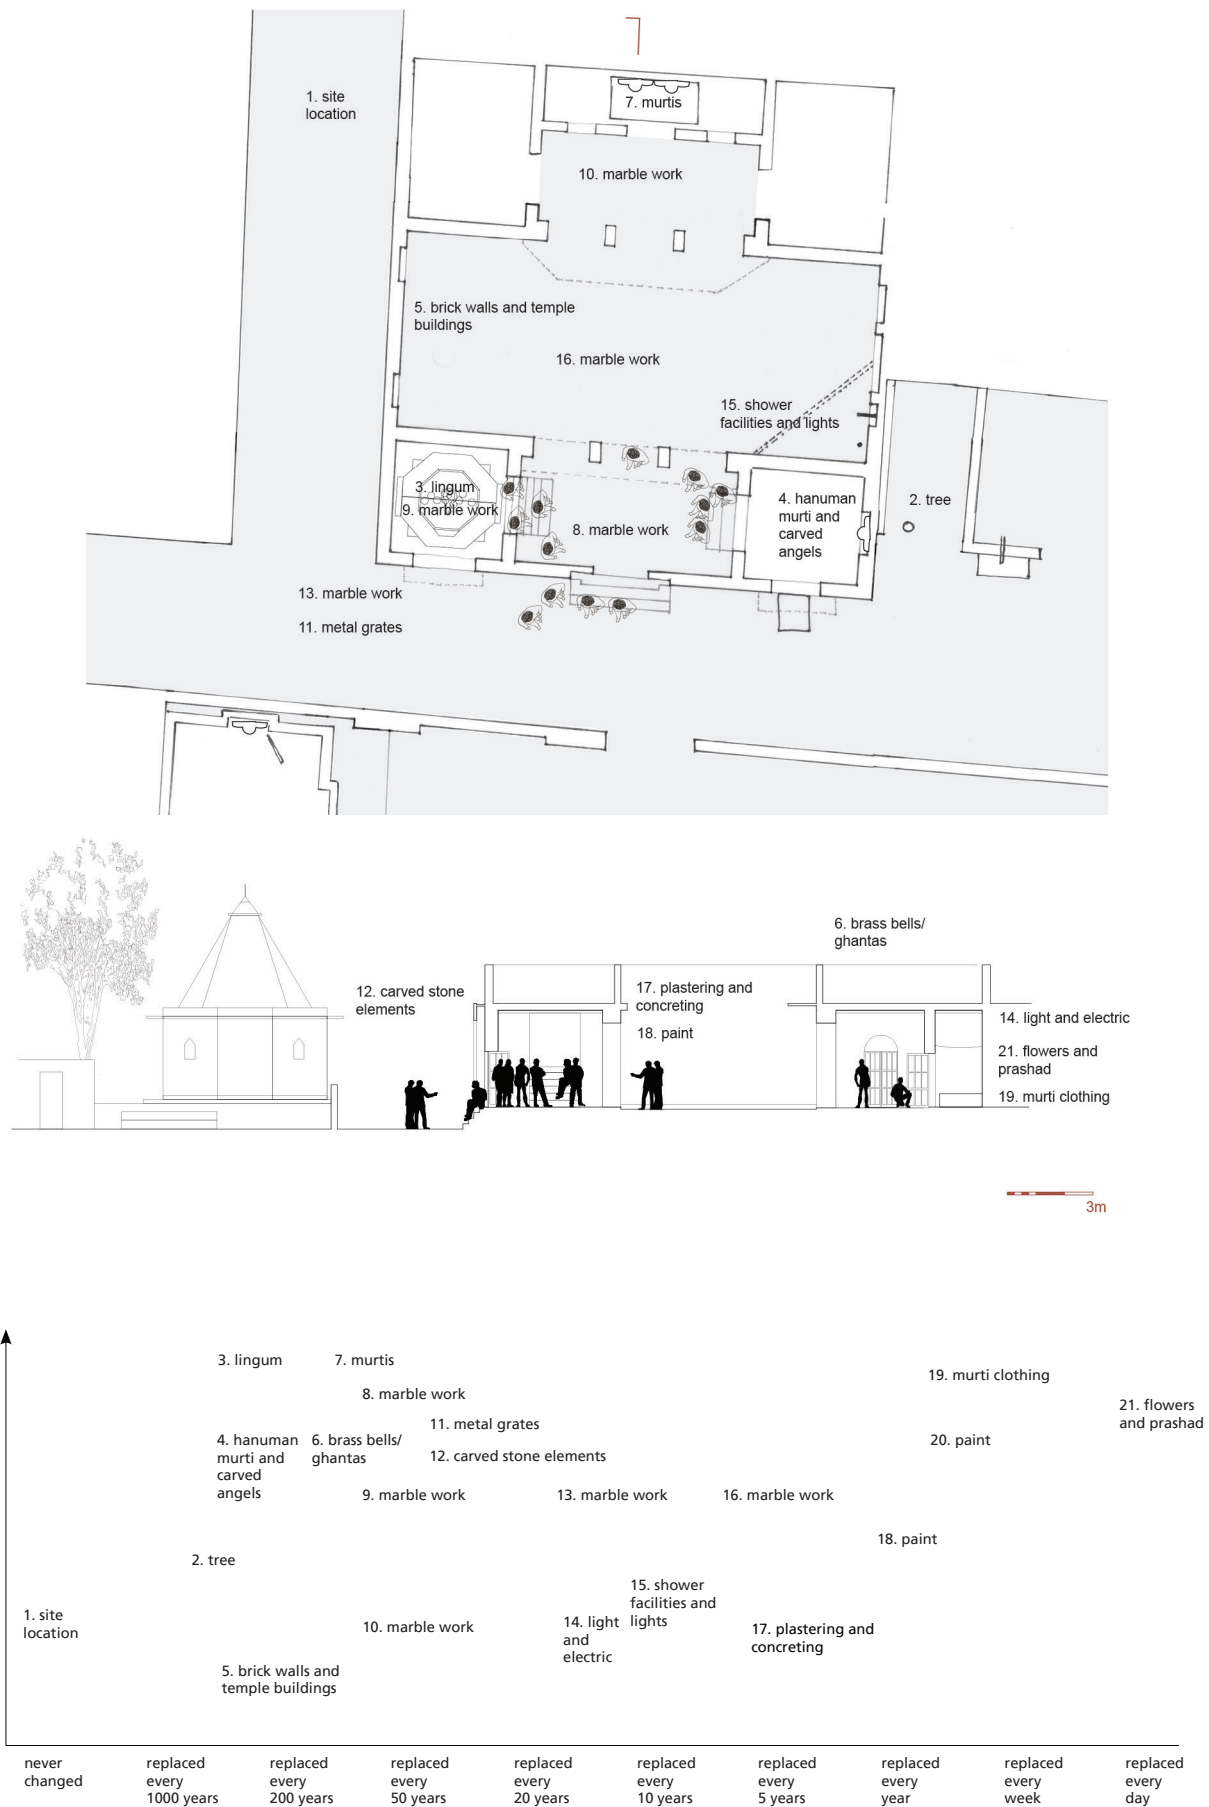 1. site
location
7. murtis
10. marble work
5. brick walls and temple
buildings
16. marble work
15. shower
facilities and lights
3. lingum
9. marble work
4. hanuman
murti and
carved
angels
2. tree
8. marble work
13. marble work
11. metal grates
6. brass bells/
ghantas
12. carved stone
elements
17. plastering and
concreting
18. paint
14. light and electric
21. flowers and
prashad
19. murti clothing
3m
3. lingum
7. murtis
8. marble work
19. murti clothing
21. flowers
and prashad
11. metal grates
4. hanuman
murti and
carved
angels
6. brass bells/
ghantas
12. carved stone elements
20. paint
9. marble work
13. marble work
16. marble work
18. paint
2. tree
1. site
location
10. marble work
14. light
and
electric
15. shower
facilities and
lights
17. plastering and
concreting
5. brick walls and
temple buildings
never
changed
replaced
every
1000 years
replaced
every
200 years
replaced
every
50 years
replaced
every
20 years
replaced
every
10 years
replaced
every
5 years
replaced
every
year
replaced
every
week
replaced
every
day